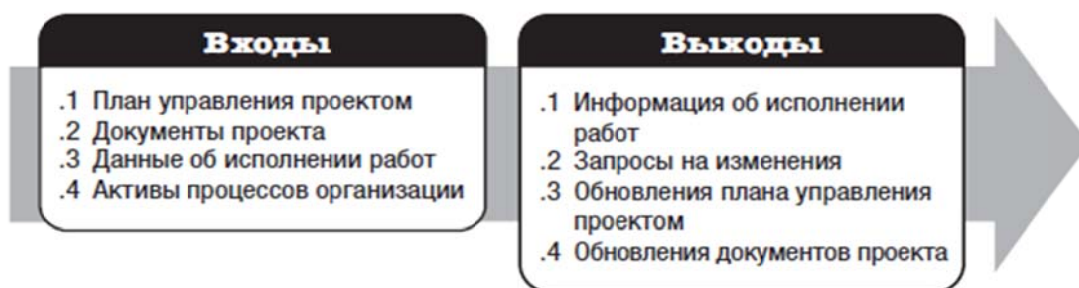 Входы
.1 План управления проектом
.2 Документы проекта
.3 Данные об исполнении работ
.4 Активы процессов организации
Выходы
.1 Информация об исполнении
работ
.2 Запросы на изменения
.3 Обновления плана управления
проектом
.4 Обновления документов проекта